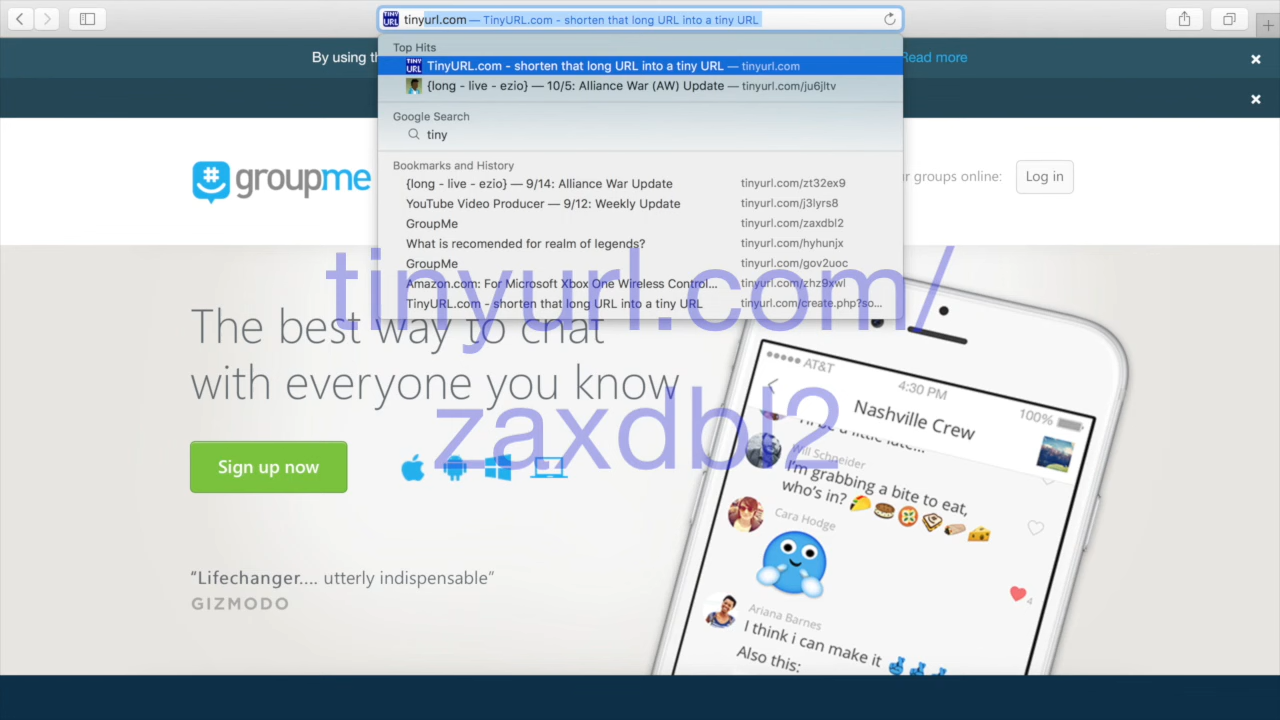 tinyurl.com — TinyURL.com - shorten that long URL into a tiny URL
Top Hits
TINY URL TinyURL.com - shorten that long URL into a tiny URL — tinyurl.com
{long - live - ezio} — 10/5: Alliance War (AW) Update — tinyurl.com/ju6jltv
Google Search
tiny
Bookmarks and History
{long - live - ezio} — 9/14: Alliance War Update tinyurl.com/zt32ex9
YouTube Video Producer — 9/12: Weekly Update tinyurl.com/j3lyrs8
GroupMe tinyurl.com/zaxdbl2
What is recomended for realm of legends? tinyurl.com/hyhunjx
GroupMe tinyurl.com/gov2uoc
Amazon.com: For Microsoft Xbox One Wireless Control... tinyurl.com/zhz9xwl
TinyURL.com - shorten that long URL into a tiny URL tinyurl.com/create.php?so...
By using th
Read more
groupme
r groups online:
Log in
tinyurl.com/
zaxdbl2
The best way to chat
with everyone you know
Sign up now
"Lifechanger.... utterly indispensable"
GIZMODO
AT&T
4:30 PM
100%
Nashville Crew
Will Schneider
I'm grabbing a bite to eat,
who's in?
Cara Hodge
4
Ariana Barnes
I think i can make it
Also this: